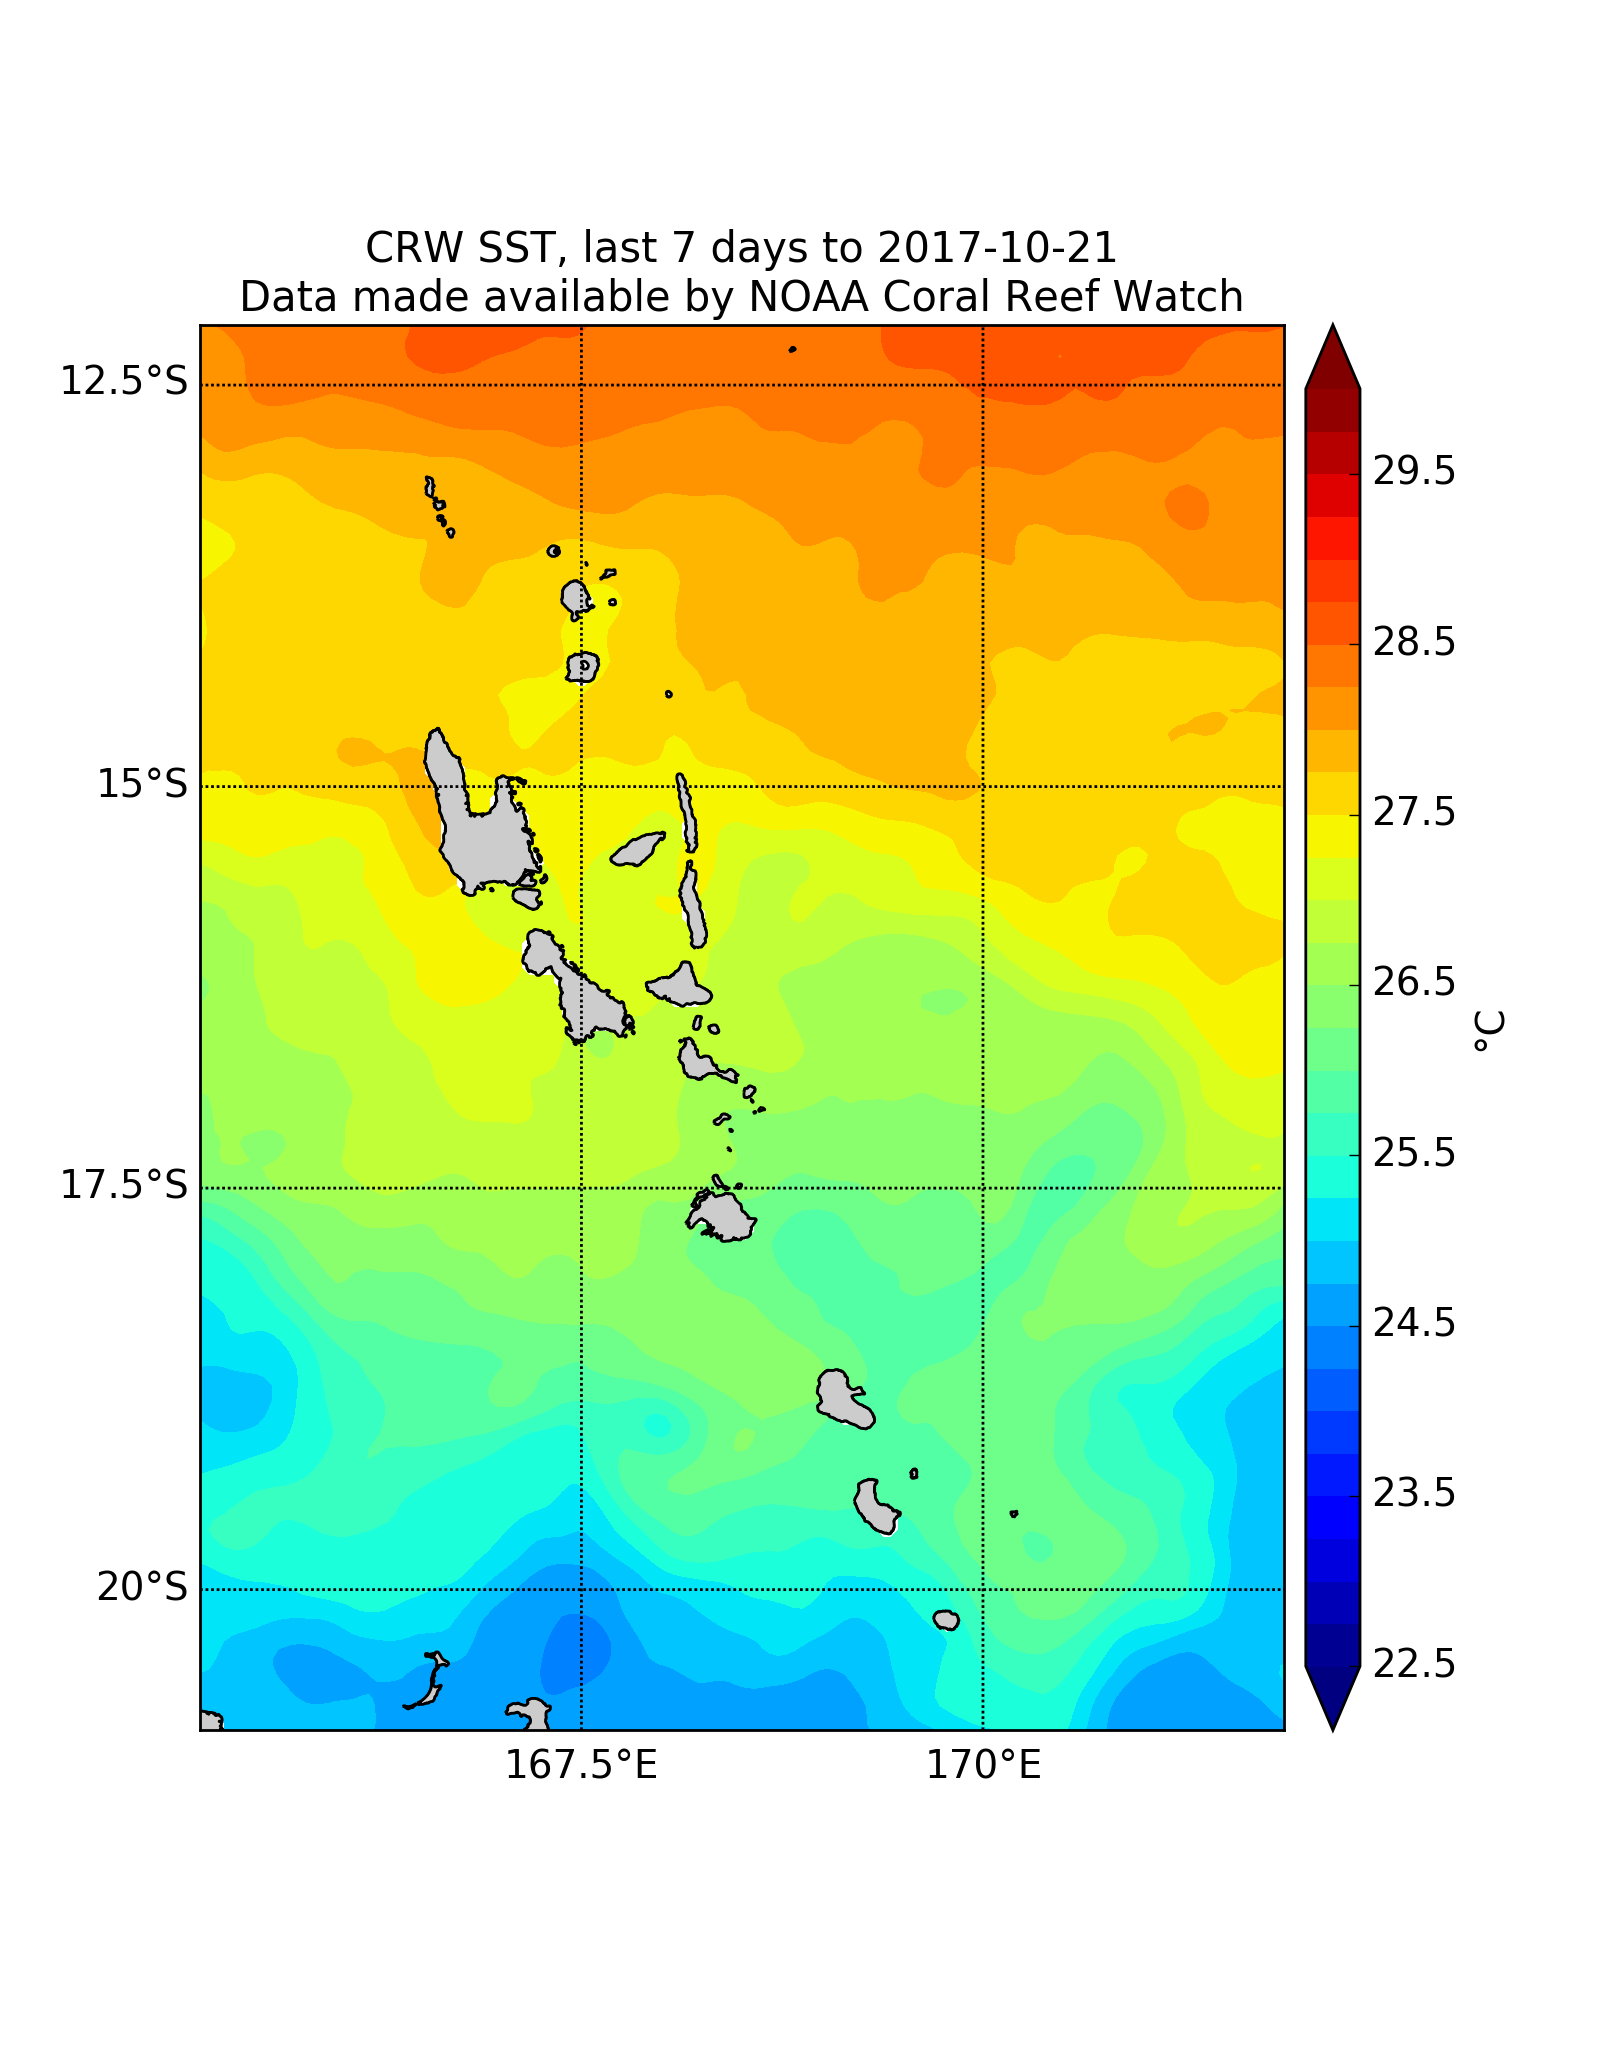 CRW SST, last 7 days to 2017-10-21
Data made available by NOAA Coral Reef Watch
12.5°S
15°S
17.5°S
20°S
167.5°E
170°E
29.5
28.5
27.5
26.5
25.5
24.5
23.5
22.5
°C